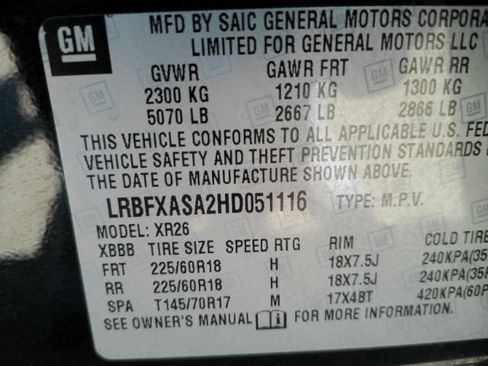 GM
MFD BY SAIC GENERAL MOTORS
LIMITED FOR GENERAL MOTORS LLC
GVWR GAWR FRT GAWR RR
2300 KG 1210 KG 1300 KG
5070 LB 2667 LB 2866 LB
THIS VEHICLE CONFORMS TO ALL APPLICABLE U.S.
VEHICLE SAFETY AND THEFT PREVENTION STANDARDS
THE DATE OF MANUFACTURE SHOWN ABOVE.
LRBFXASA2HD051116 TYPE: M.P.V.
MODEL: XR26
XBBB TIRE SIZE SPEED RTG RIM COLD
FRT 225/60R18 H 18X7.5J 240KPA(35
RR 225/60R18 H 18X7.5J 240KPA(35
SPA T145/70R17 M 17X4BT 420KPA(60
SEE OWNER'S MANUAL FOR MORE INFORMATION.